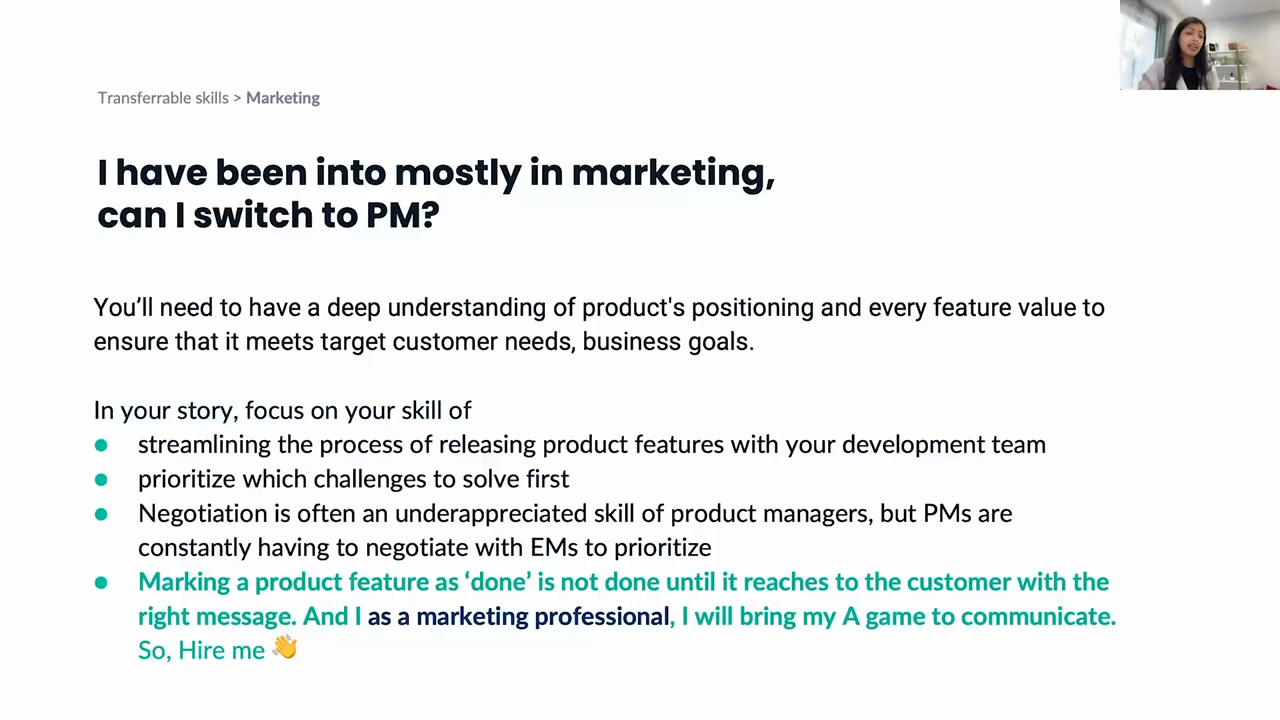 Transferrable skills > Marketing
I have been into mostly in marketing,
can I switch to PM?
You’ll need to have a deep understanding of product's positioning and every feature value to
ensure that it meets target customer needs, business goals.
In your story, focus on your skill of
● streamlining the process of releasing product features with your development team
● prioritize which challenges to solve first
● Negotiation is often an underappreciated skill of product managers, but PMs are
constantly having to negotiate with EMs to prioritize
● Marking a product feature as ‘done’ is not done until it reaches to the customer with the
right message. And I as a marketing professional, I will bring my A game to communicate.
So, Hire me 👋